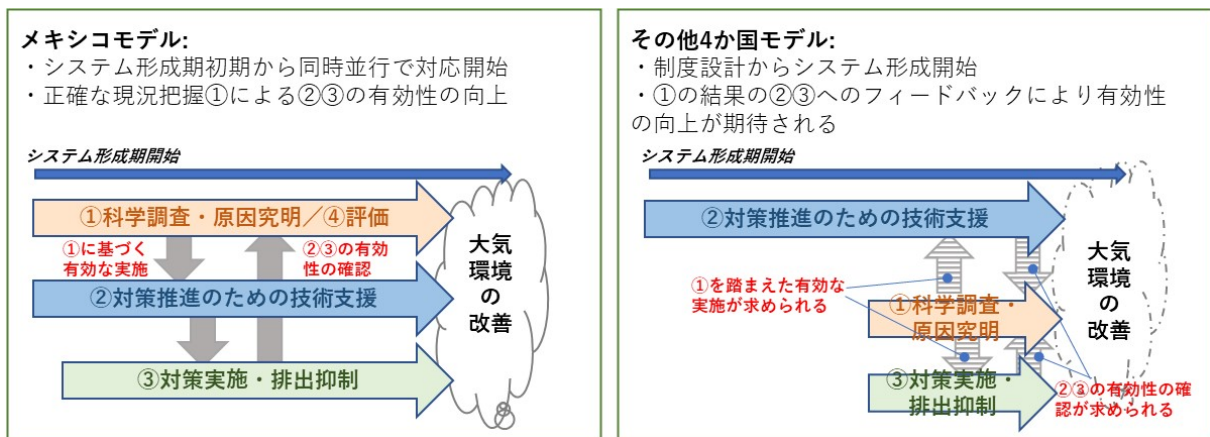 メキシコモデル:
・システム形成期初期から同時並行で対応開始
・正確な現況把握①による②③の有効性の向上
システム形成期開始
①科学調査・原因究明／④評価
①に基づく
有効な実施
②③の有効
性の確認
②対策推進のための技術支援
③対策実施・排出抑制
大気
環境
の
改善
その他4か国モデル:
・制度設計からシステム形成開始
・①の結果の②③へのフィードバックにより有効性
の向上が期待される
システム形成期開始
②対策推進のための技術支援
①を踏まえた有効な
実施が求められる
①科学調査・
原因究明
③対策実施・
排出抑制
②③の有効性の確
認が求められる
大気
環境
の
改善